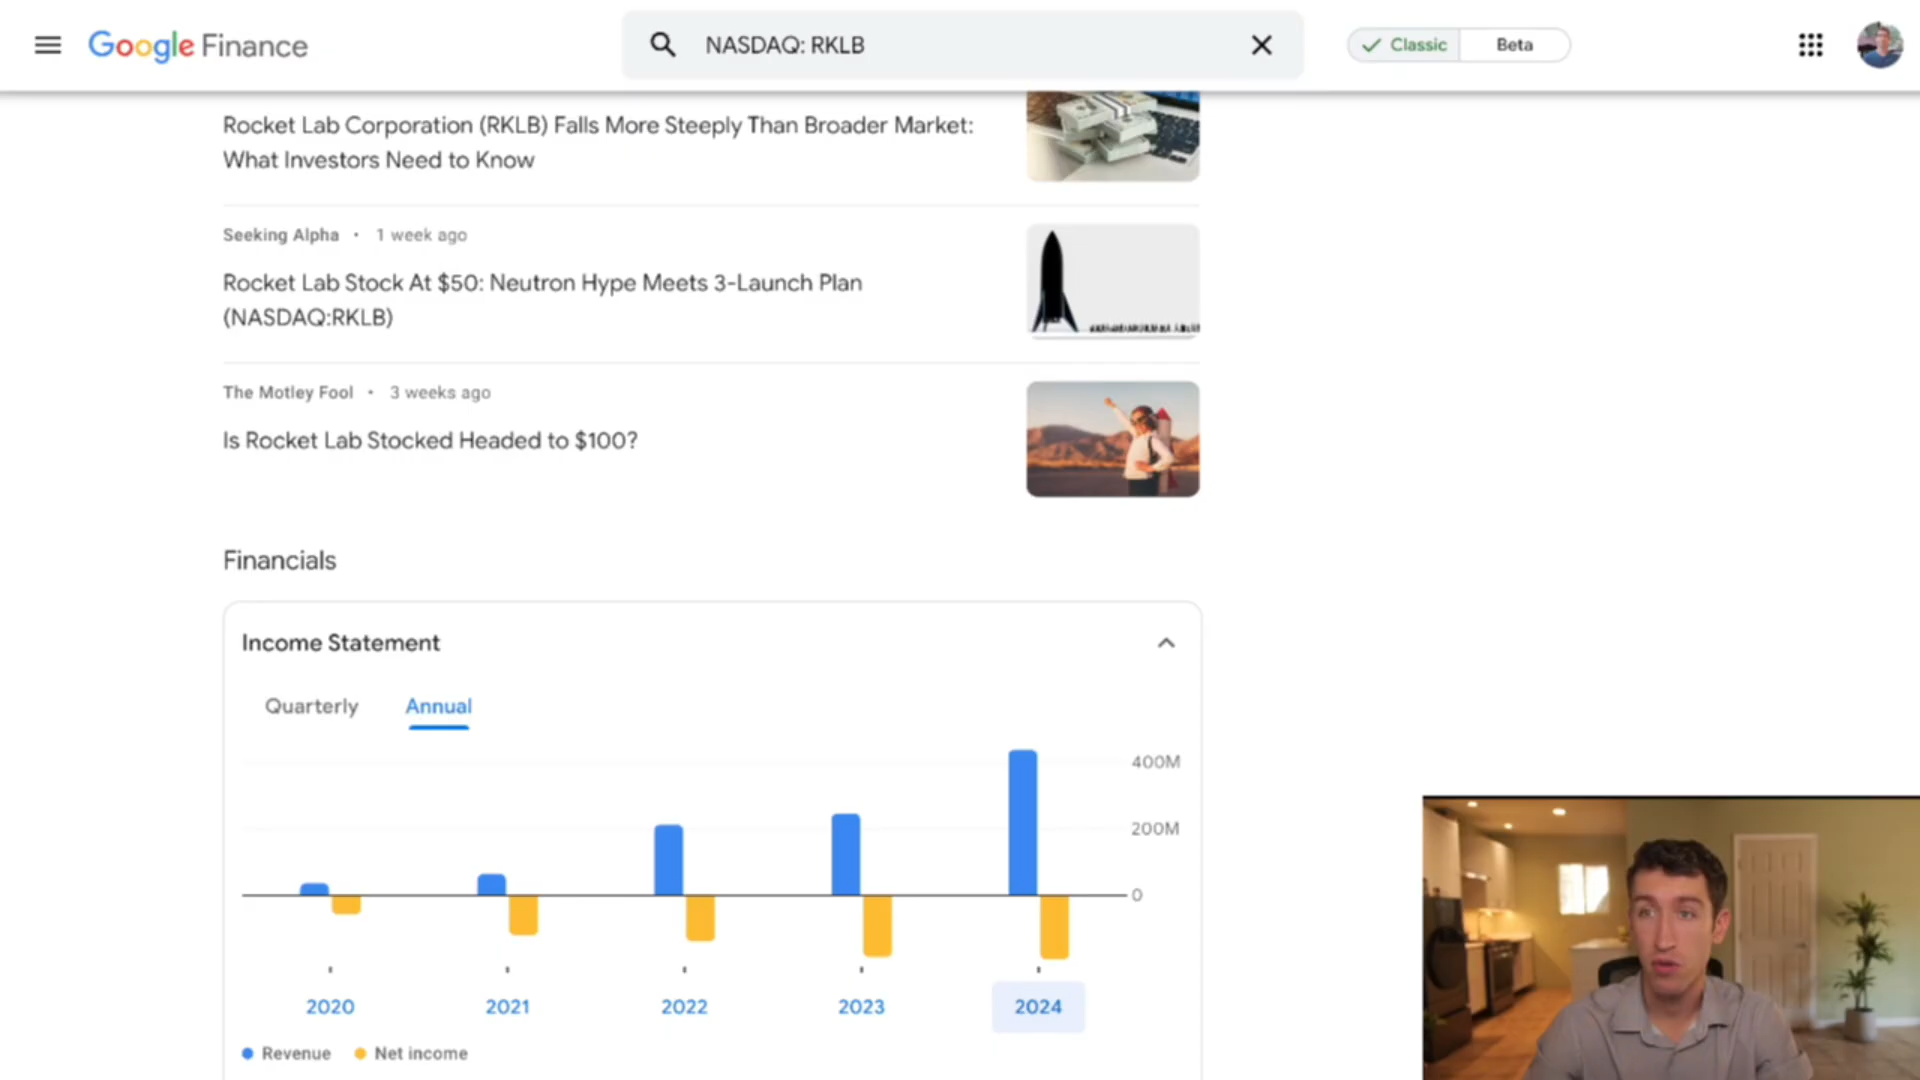 Google Finance
NASDAQ: RKLB
Classic
Beta
Rocket Lab Corporation (RKLB) Falls More Steeply Than Broader Market:
What Investors Need to Know
Seeking Alpha • 1 week ago
Rocket Lab Stock At $50: Neutron Hype Meets 3-Launch Plan
(NASDAQ:RKLB)
The Motley Fool • 3 weeks ago
Is Rocket Lab Stocked Headed to $100?
Financials
Income Statement
Quarterly
Annual
400M
200M
0
2020
2021
2022
2023
2024
Revenue
Net income